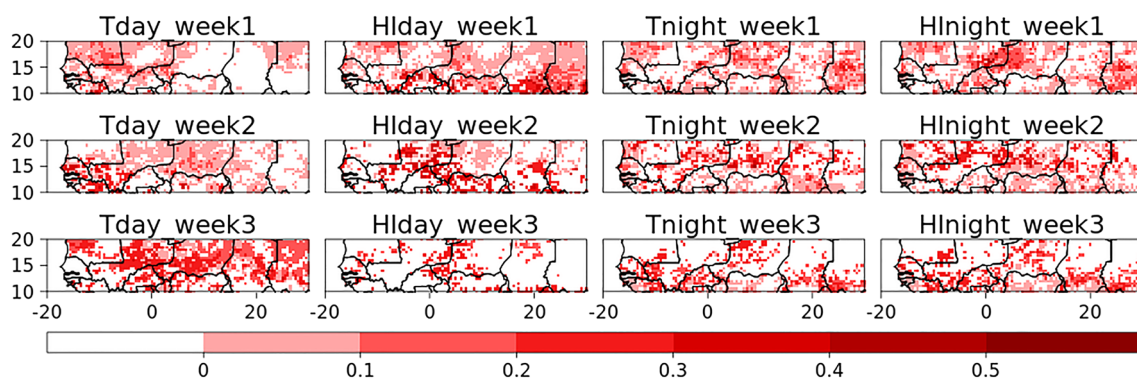 Tday_week1 HIday_week1 Tnight_week1 HInight_week1
20
15
10
Tday_week2 HIday_week2 Tnight_week2 HInight_week2
20
15
10
Tday_week3 HIday_week3 Tnight_week3 HInight_week3
20
15
10
-20 0 20 -20 0 20 -20 0 20 -20 0 20
0 0.1 0.2 0.3 0.4 0.5